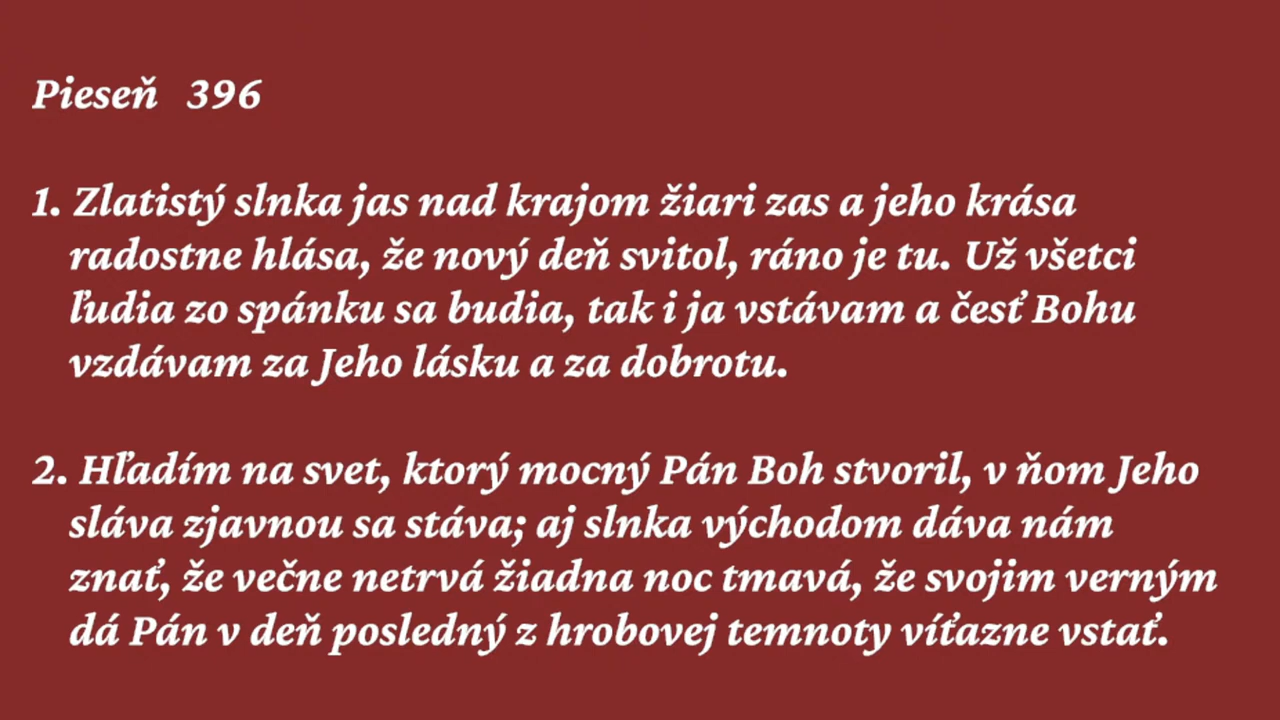 Pieseň 396
1. Zlatistý slnka jas nad krajom žiari zas a jeho krása
radostne hlása, že nový deň svitol, ráno je tu. Už všetci
ľudia zo spánku sa budia, tak i ja vstávam a česť Bohu
vzdávam za Jeho lásku a za dobrotu.
2. Hľadím na svet, ktorý mocný Pán Boh stvoril, v ňom Jeho
sláva zjavnou sa stáva; aj slnka východom dáva nám
znať, že večne netrvá žiadna noc tmavá, že svojim verným
dá Pán v deň posledný z hrobovej temnoty víťazne vstať.